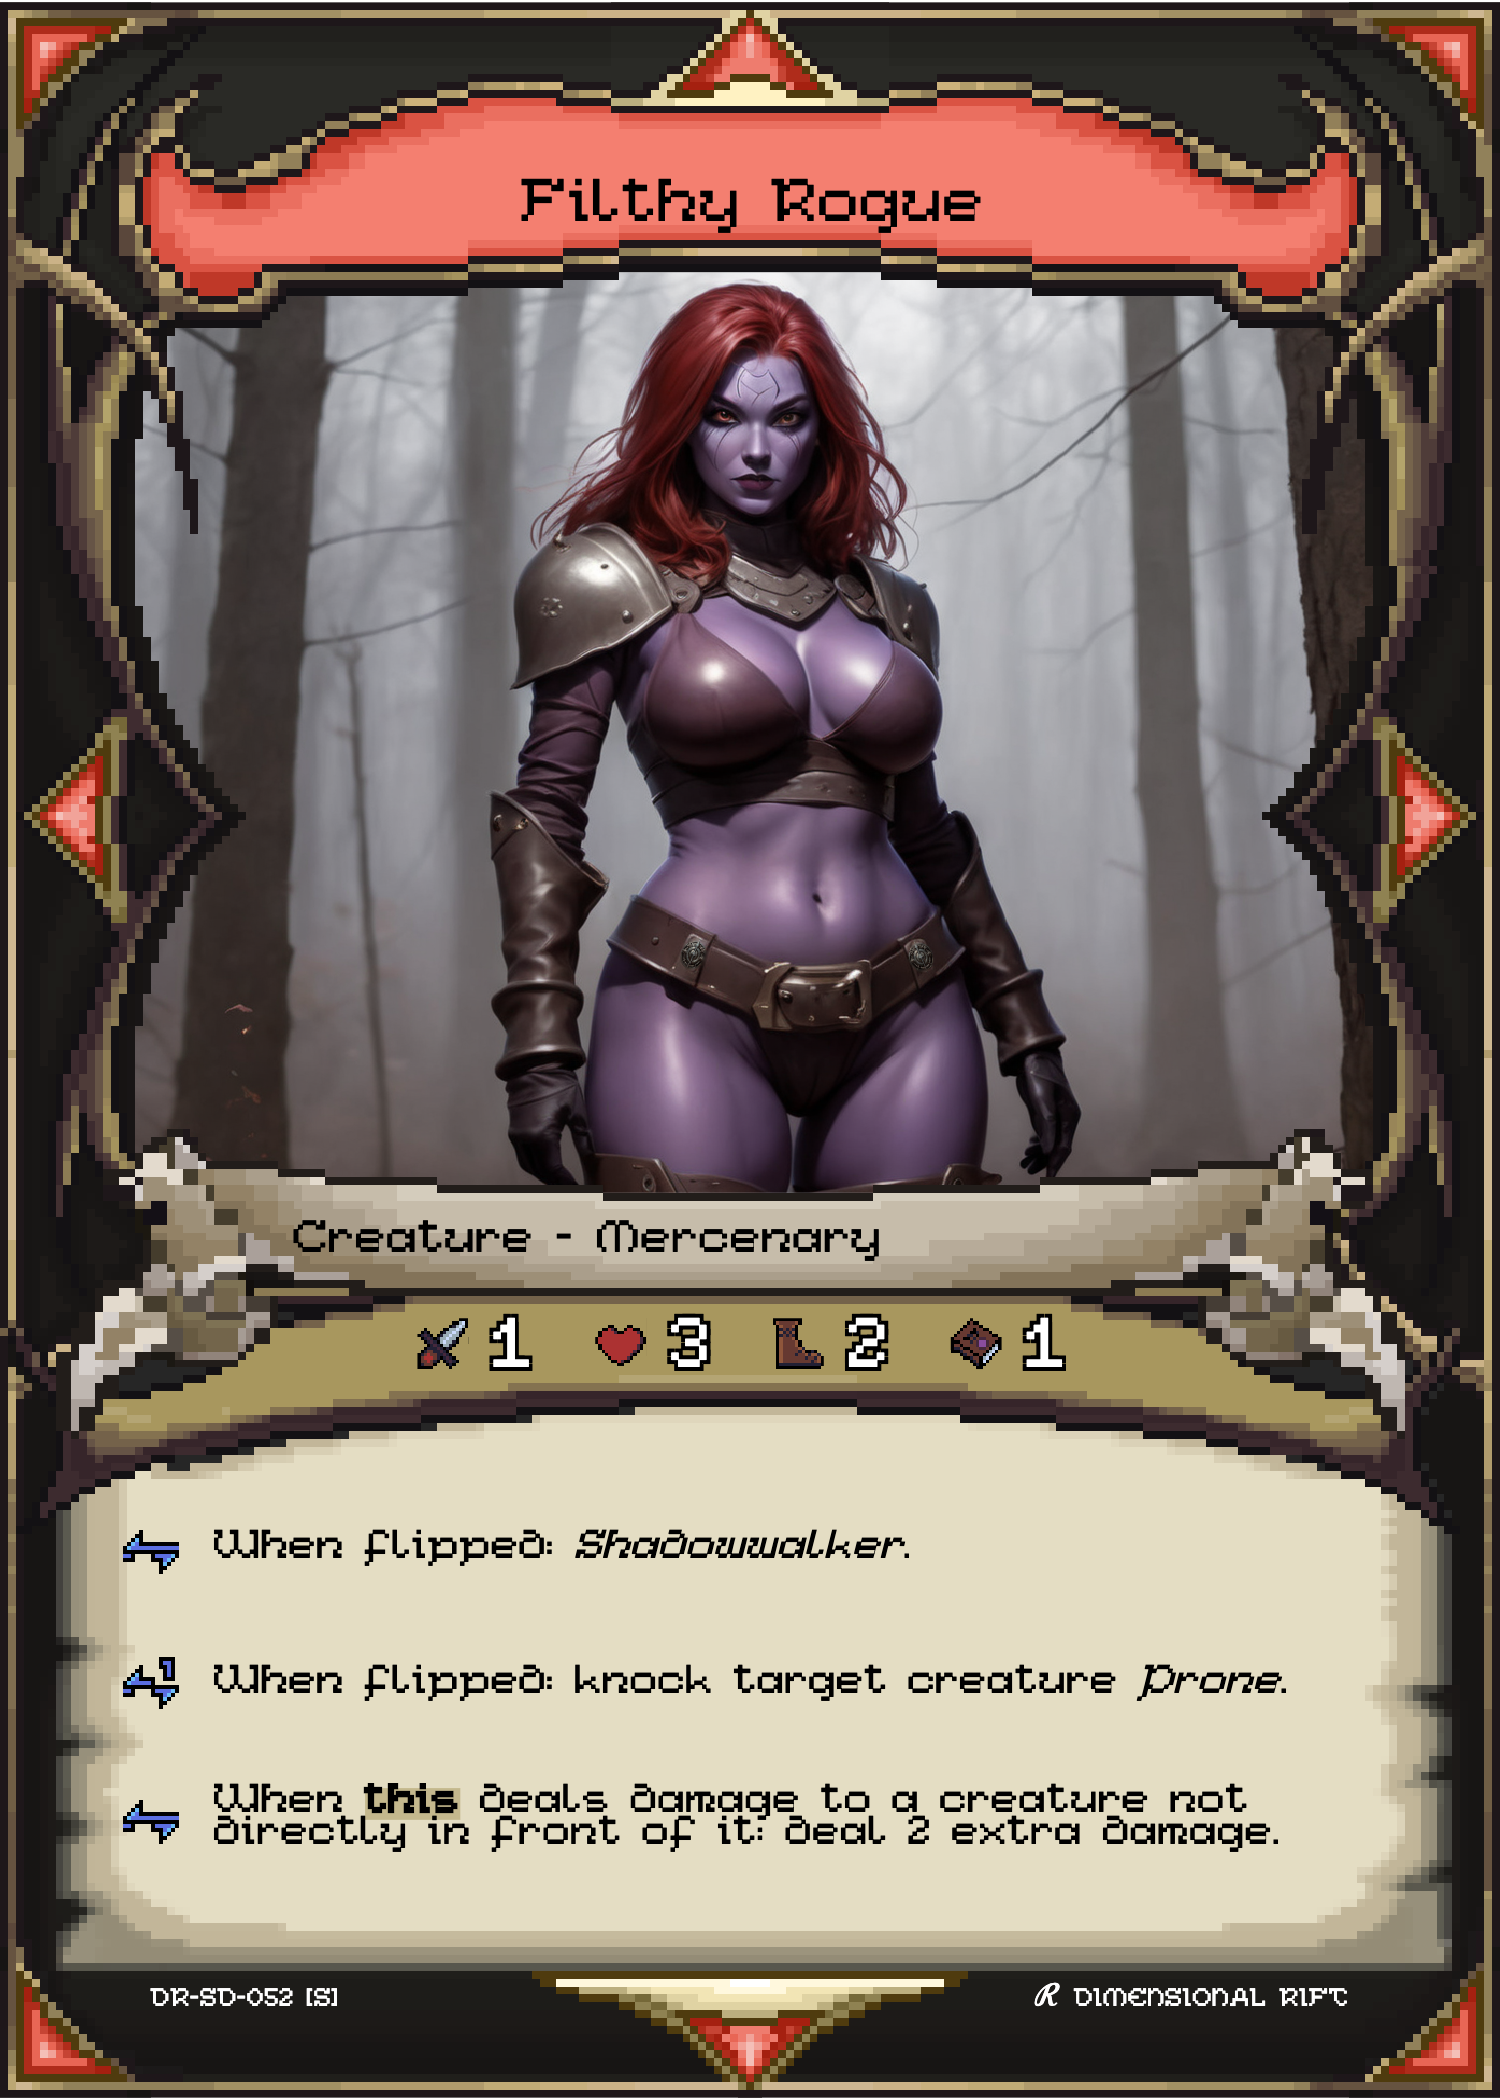 Filthy Rogue
Creature - Mercenary
1 3 2 1
When flipped: Shadowwalker.
When flipped: knock target creature Prone.
When this deals damage to a creature not
directly in front of it: deal 2 extra damage.
DR-SD-052 [S]
R DIMENSIONAL RIFT